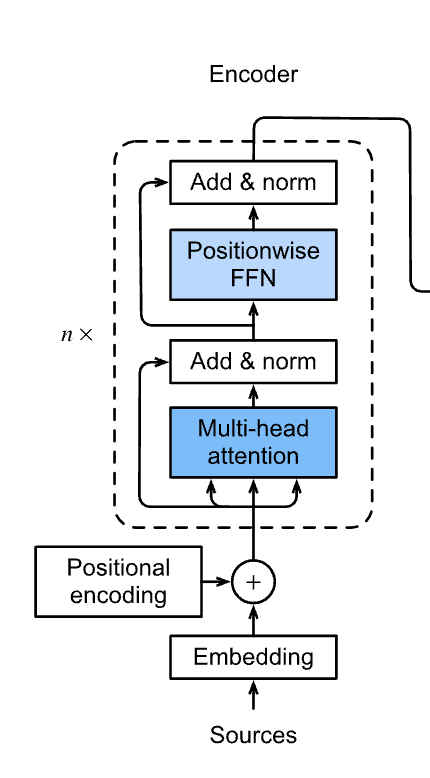 Encoder
Add & norm
Positionwise
FFN
n ×
Add & norm
Multi-head
attention
Positional
encoding
+
Embedding
Sources